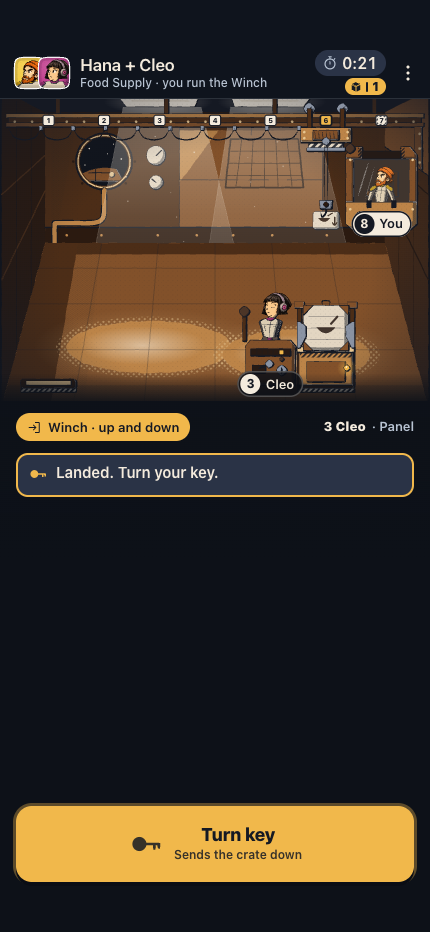 Hana + Cleo
Food Supply · you run the Winch
0:21
1
1
2
3
4
5
6
7
8 You
3 Cleo
Winch · up and down
3 Cleo · Panel
Landed. Turn your key.
Turn key
Sends the crate down